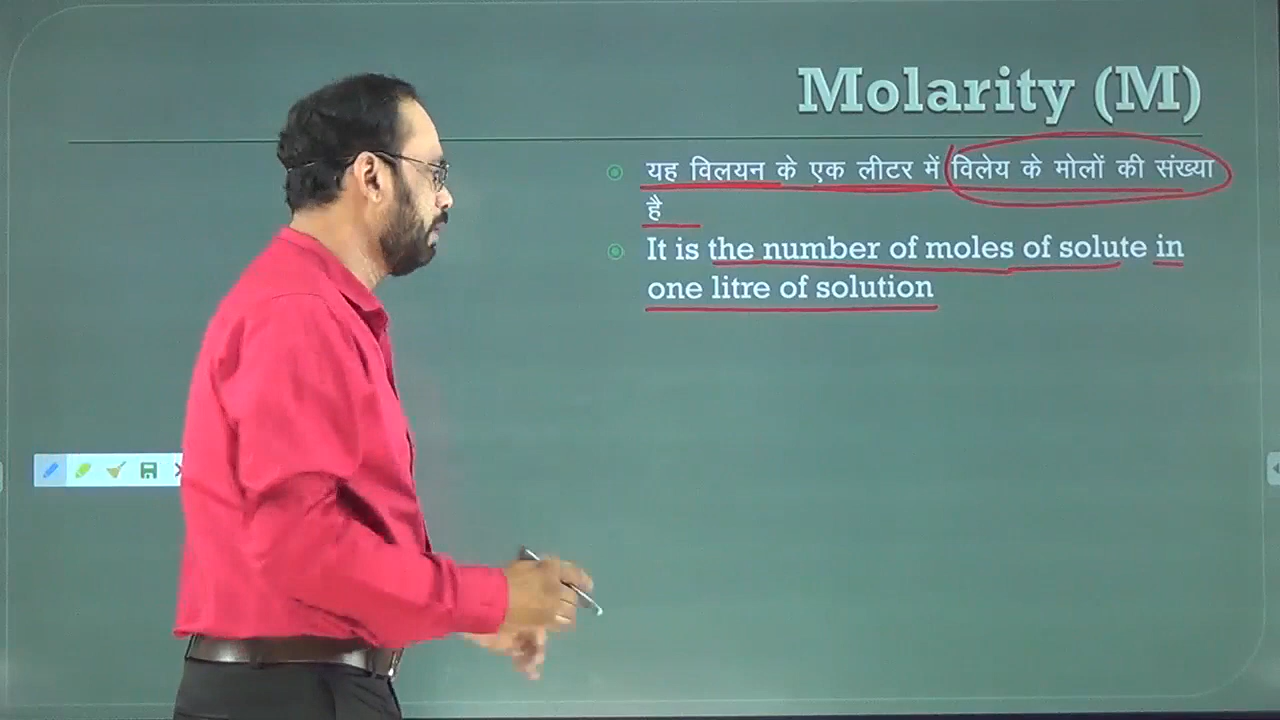 Molarity (M)
यह विलयन के एक लीटर में विलेय के मोलों की संख्या
है
It is the number of moles of solute in
one litre of solution